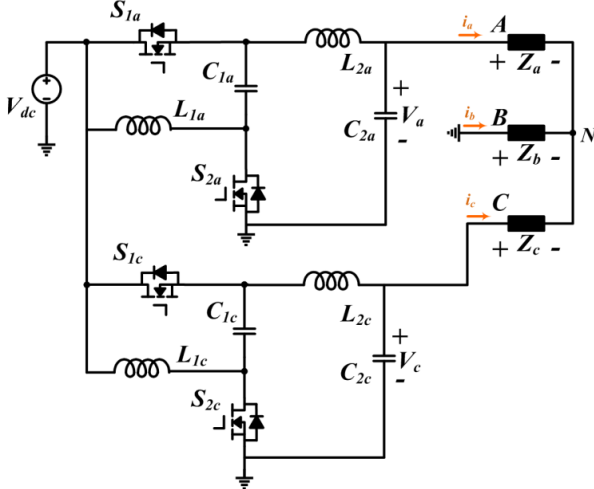 S1a
ia
A
C1a
L2a
+ Za -
Vdc
L1a
C2a
+
Va
-
ib
B
N
+ Zb -
S2a
ic
C
S1c
+ Zc -
C1c
L2c
L1c
C2c
+
Vc
-
S2c